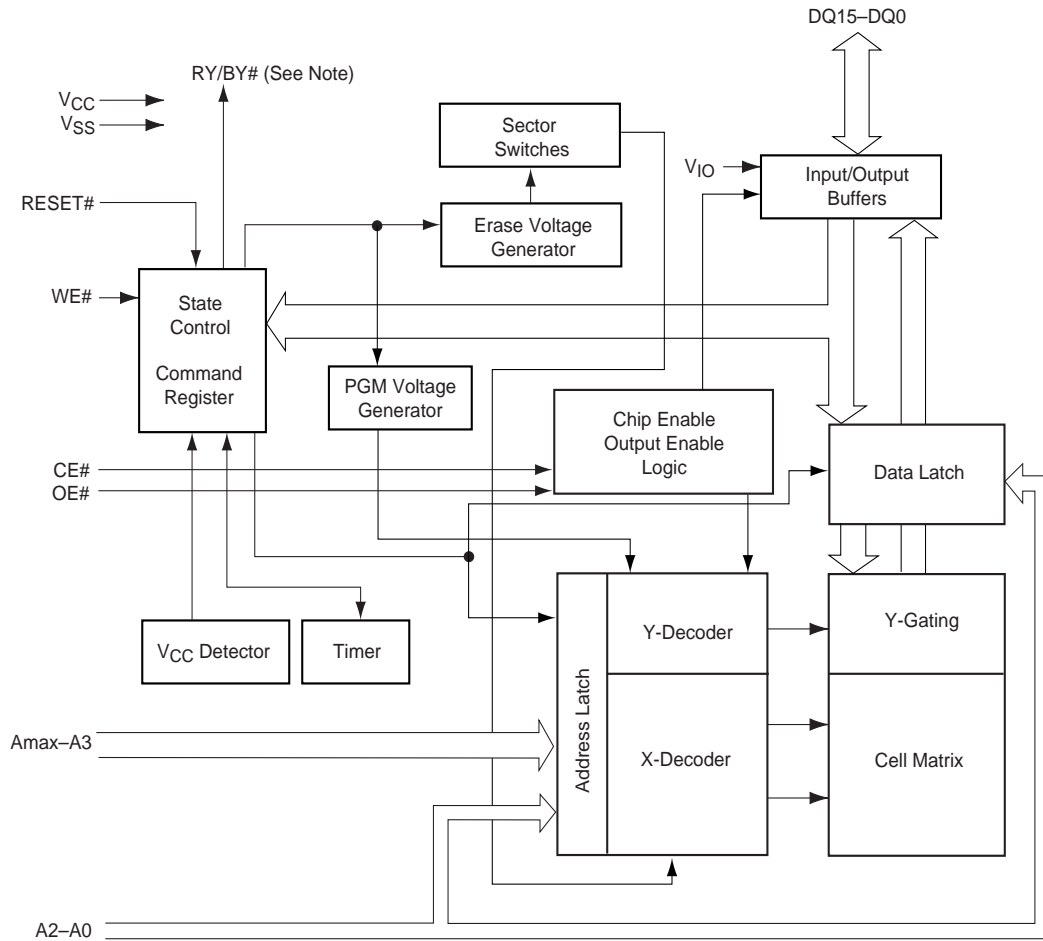 DQ15–DQ0
RY/BY# (See Note)
VCC
VSS
Sector
Switches
VIO
Input/Output
Buffers
RESET#
Erase Voltage
Generator
WE#
State
Control
Command
Register
PGM Voltage
Generator
Chip Enable
Output Enable
Logic
CE#
OE#
Data Latch
VCC Detector
Timer
Address Latch
Y-Decoder
Y-Gating
Amax–A3
X-Decoder
Cell Matrix
A2–A0